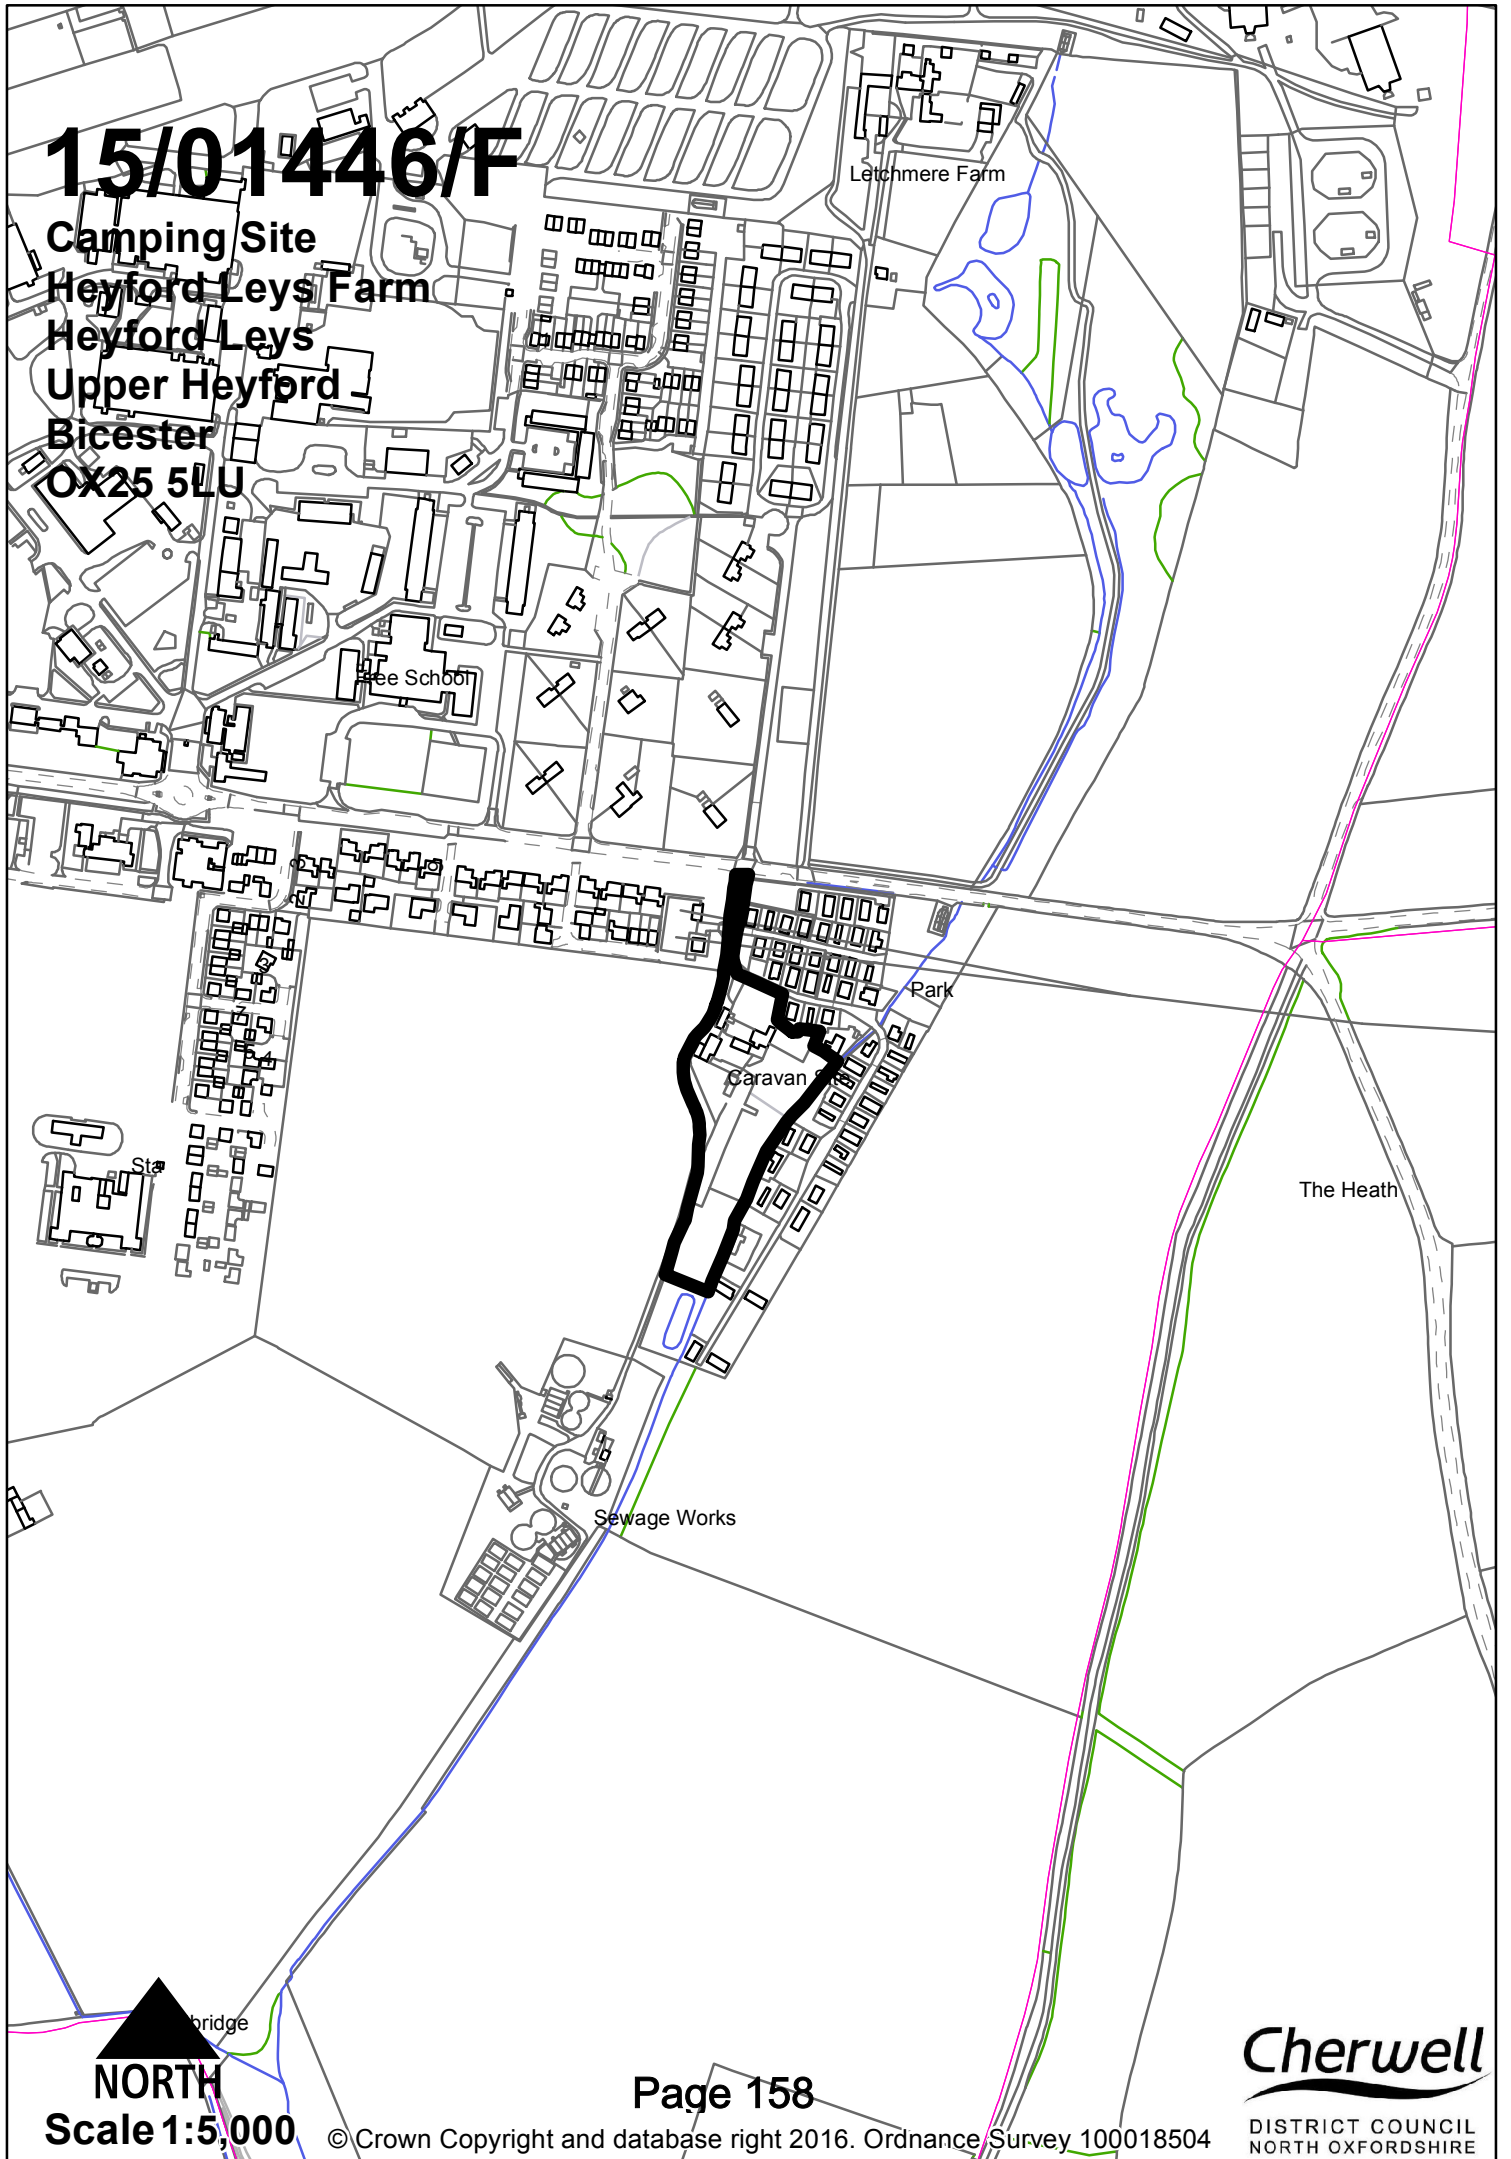 15/01446/F
Camping Site
Heyford Leys Farm
Heyford Leys
Upper Heyford
Bicester
OX25 5LU
Letchmere Farm
Free School
Park
Caravan Site
Sta
The Heath
Sewage Works
bridge
NORTH
Scale 1:5,000
Page 158
© Crown Copyright and database right 2016. Ordnance Survey 100018504
Cherwell
DISTRICT COUNCIL
NORTH OXFORDSHIRE